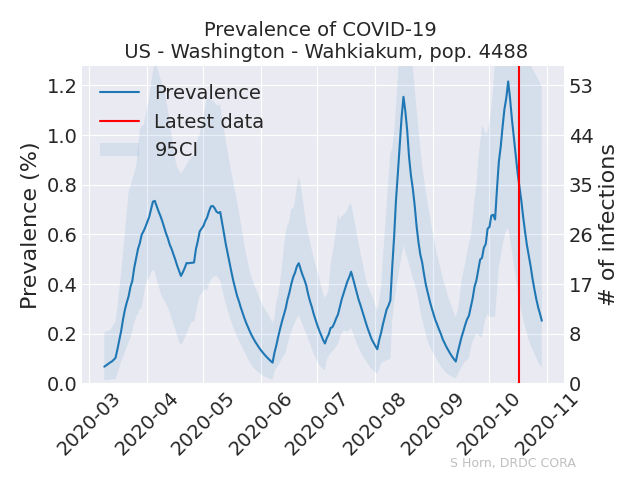 Prevalence of COVID-19
US - Washington - Wahkiakum, pop. 4488
Prevalence (%)
1.2
1.0
0.8
0.6
0.4
0.2
0.0
Prevalence
Latest data
95CI
53
44
35
26
17
8
0
# of infections
2020-03
2020-04
2020-05
2020-06
2020-07
2020-08
2020-09
2020-10
2020-11
S Horn, DRDC CORA